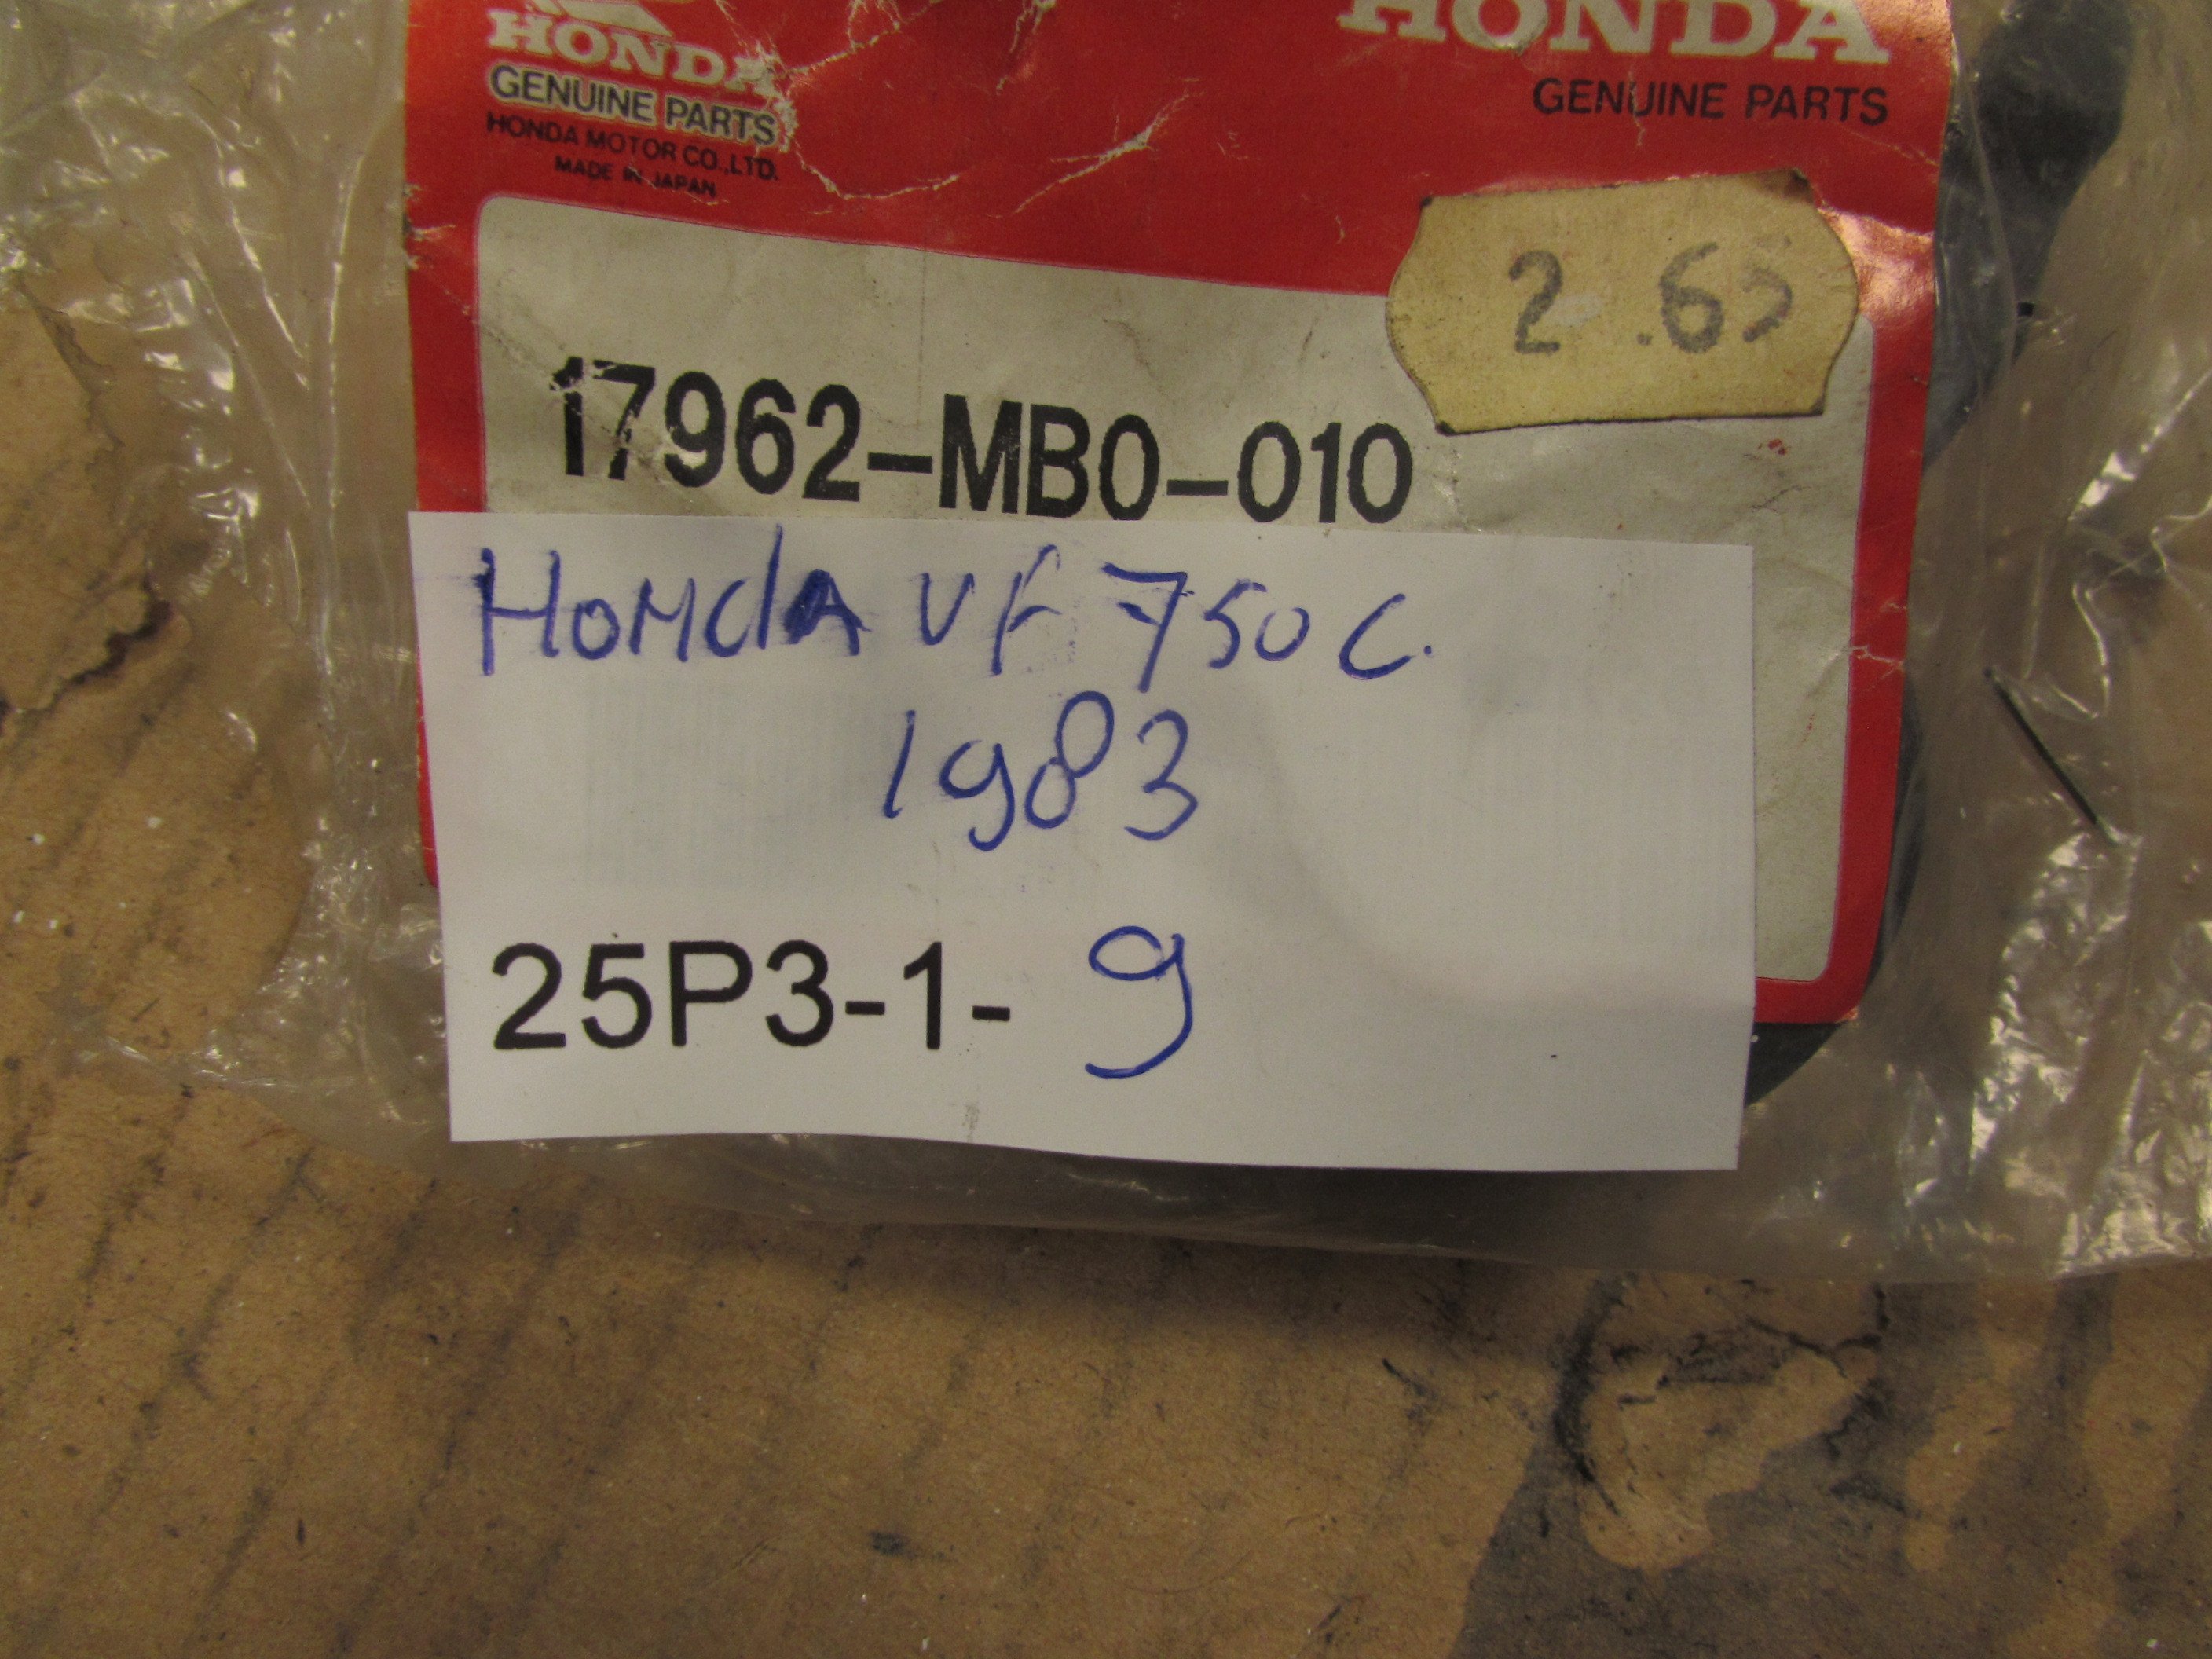 HONDA
GENUINE PARTS
HONDA MOTOR CO.,LTD.
MADE IN JAPAN
HONDA
GENUINE PARTS
2.65
17962-MB0-010
HoNdA VF 750 C.
1983
25P3-1-9